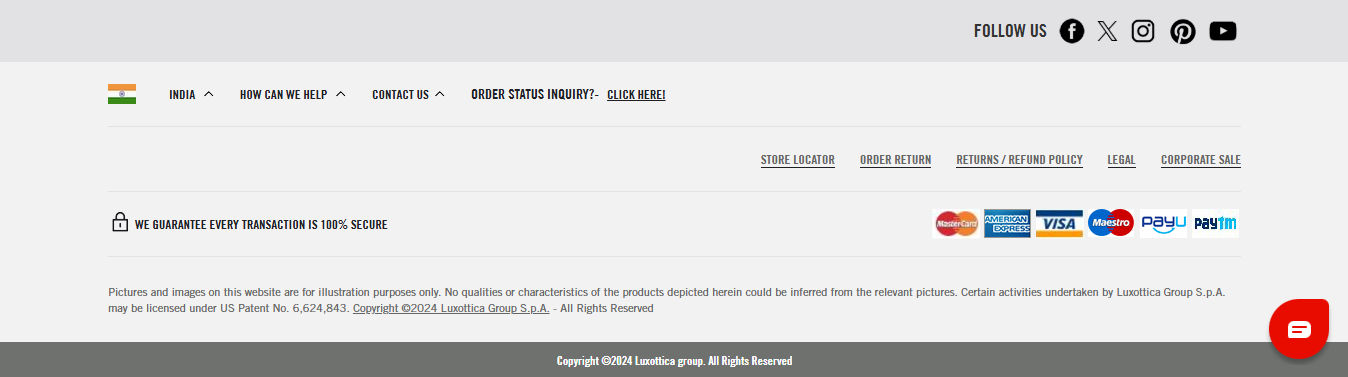 FOLLOW US
INDIA HOW CAN WE HELP CONTACT US ORDER STATUS INQUIRY?- CLICK HERE!
STORE LOCATOR ORDER RETURN RETURNS / REFUND POLICY LEGAL CORPORATE SALE
WE GUARANTEE EVERY TRANSACTION IS 100% SECURE MasterCard AMERICAN EXPRESS VISA Maestro PayU paytm
Pictures and images on this website are for illustration purposes only. No qualities or characteristics of the products depicted herein could be inferred from the relevant pictures. Certain activities undertaken by Luxottica Group S.p.A.
may be licensed under US Patent No. 6,624,843. Copyright ©2024 Luxottica Group S.p.A. - All Rights Reserved
Copyright ©2024 Luxottica group. All Rights Reserved